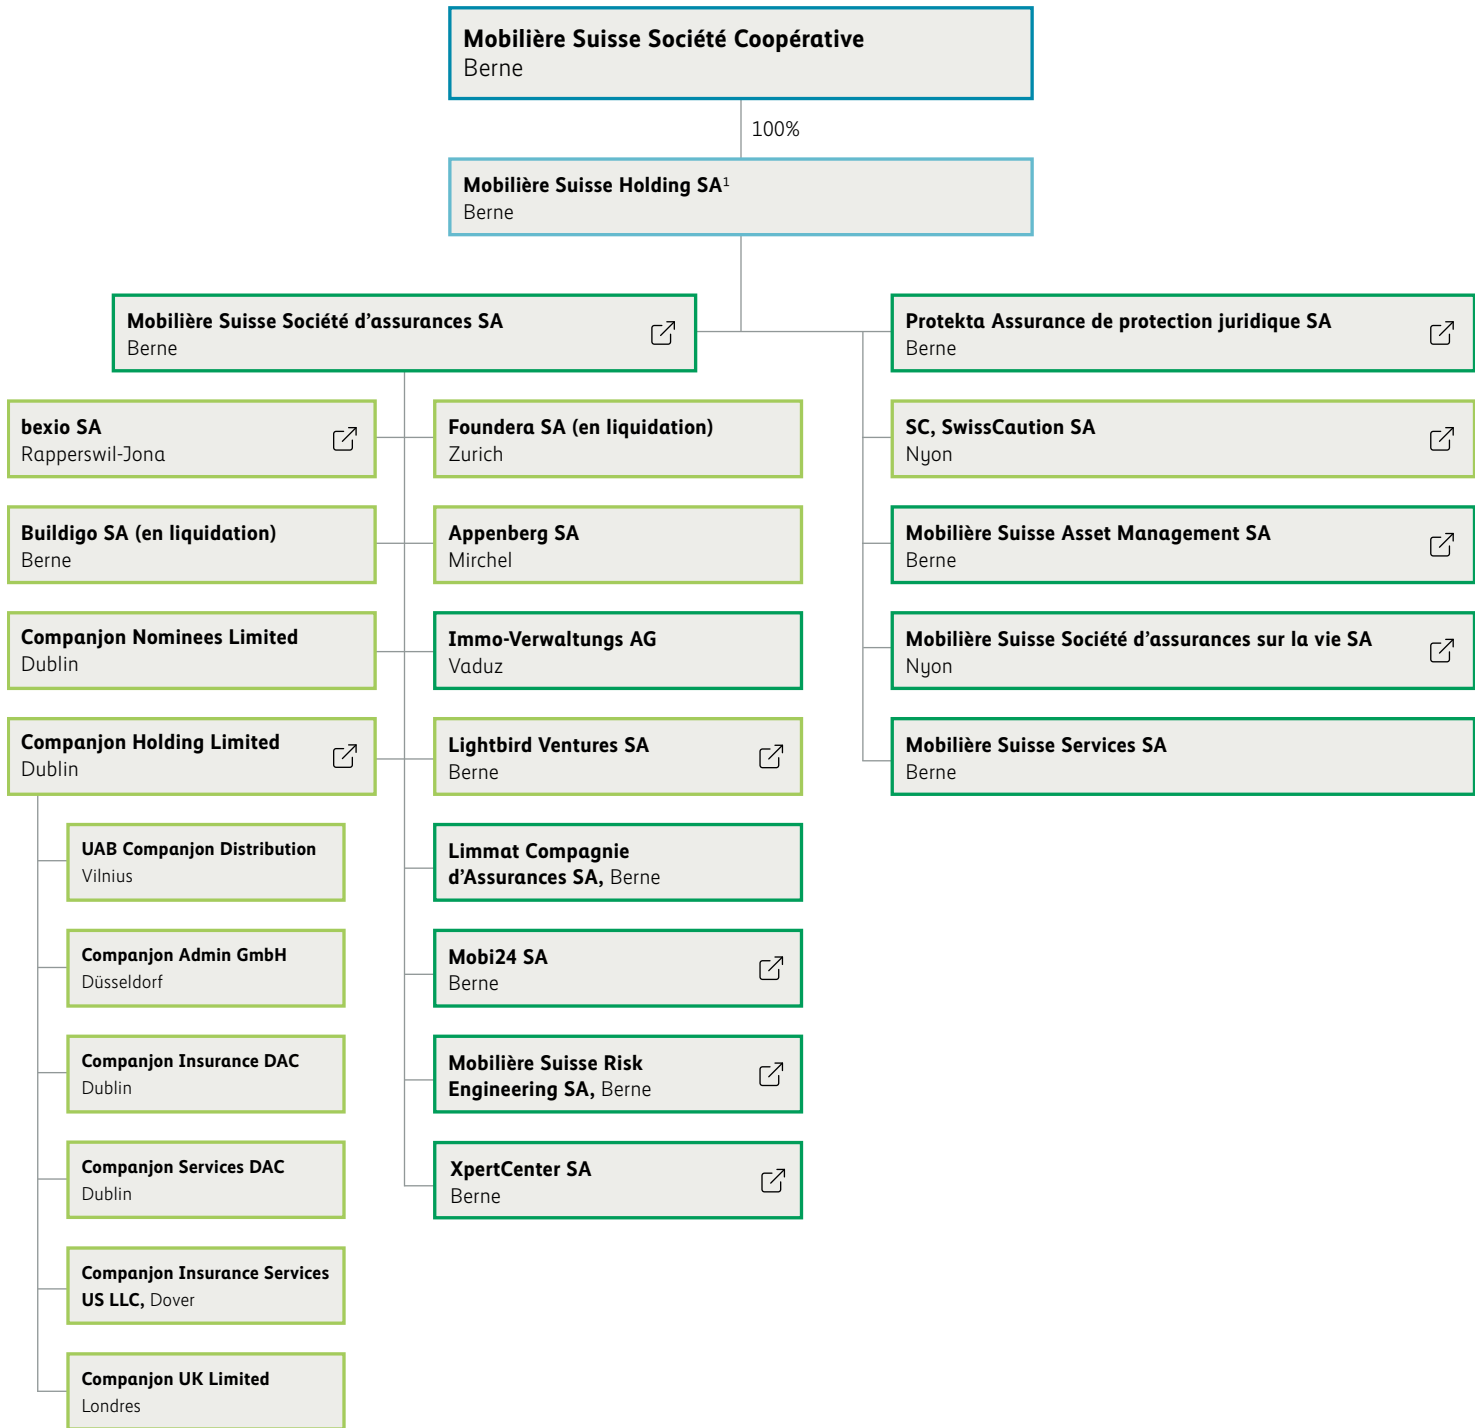 Mobilière Suisse Société Coopérative
Berne
100%
Mobilière Suisse Holding SA¹
Berne
Mobilière Suisse Société d'assurances SA
Berne
bexio SA
Rapperswil-Jona
Buildigo SA (en liquidation)
Berne
Companjon Nominees Limited
Dublin
Companjon Holding Limited
Dublin
UAB Companjon Distribution
Vilnius
Companjon Admin GmbH
Düsseldorf
Companjon Insurance DAC
Dublin
Companjon Services DAC
Dublin
Companjon Insurance Services
US LLC, Dover
Companjon UK Limited
Londres
Foundera SA (en liquidation)
Zurich
Appenberg SA
Mirchel
Immo-Verwaltungs AG
Vaduz
Lightbird Ventures SA
Berne
Limmat Compagnie
d'Assurances SA, Berne
Mobi24 SA
Berne
Mobilière Suisse Risk
Engineering SA, Berne
XpertCenter SA
Berne
Protekta Assurance de protection juridique SA
Berne
SC, SwissCaution SA
Nyon
Mobilière Suisse Asset Management SA
Berne
Mobilière Suisse Société d'assurances sur la vie SA
Nyon
Mobilière Suisse Services SA
Berne